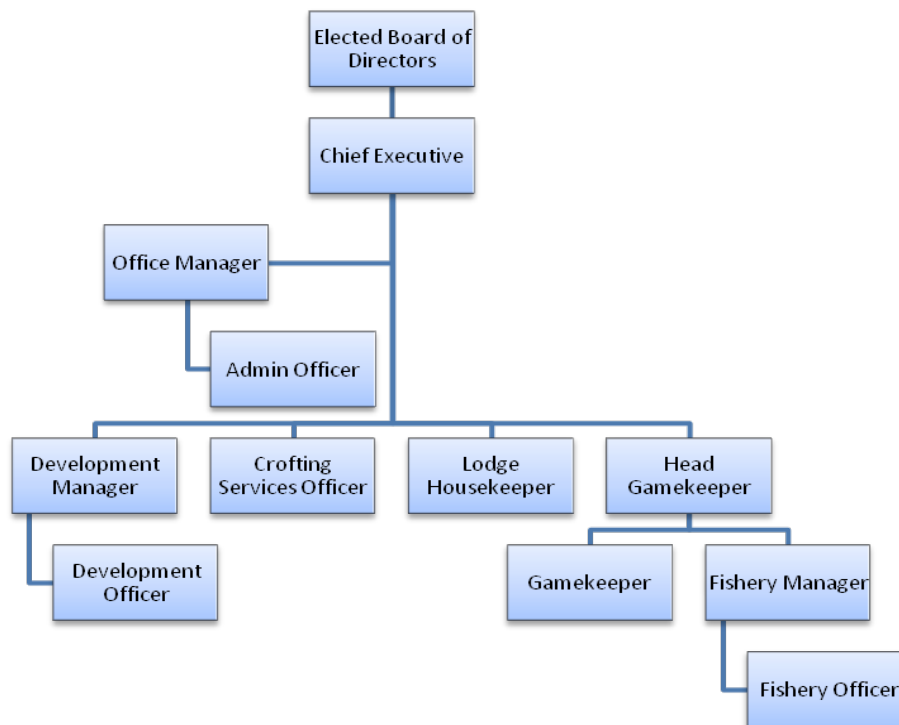 Elected Board of
Directors
Chief Executive
Office Manager
Admin Officer
Development
Manager
Crofting
Services Officer
Lodge
Housekeeper
Head
Gamekeeper
Development
Officer
Gamekeeper
Fishery Manager
Fishery Officer